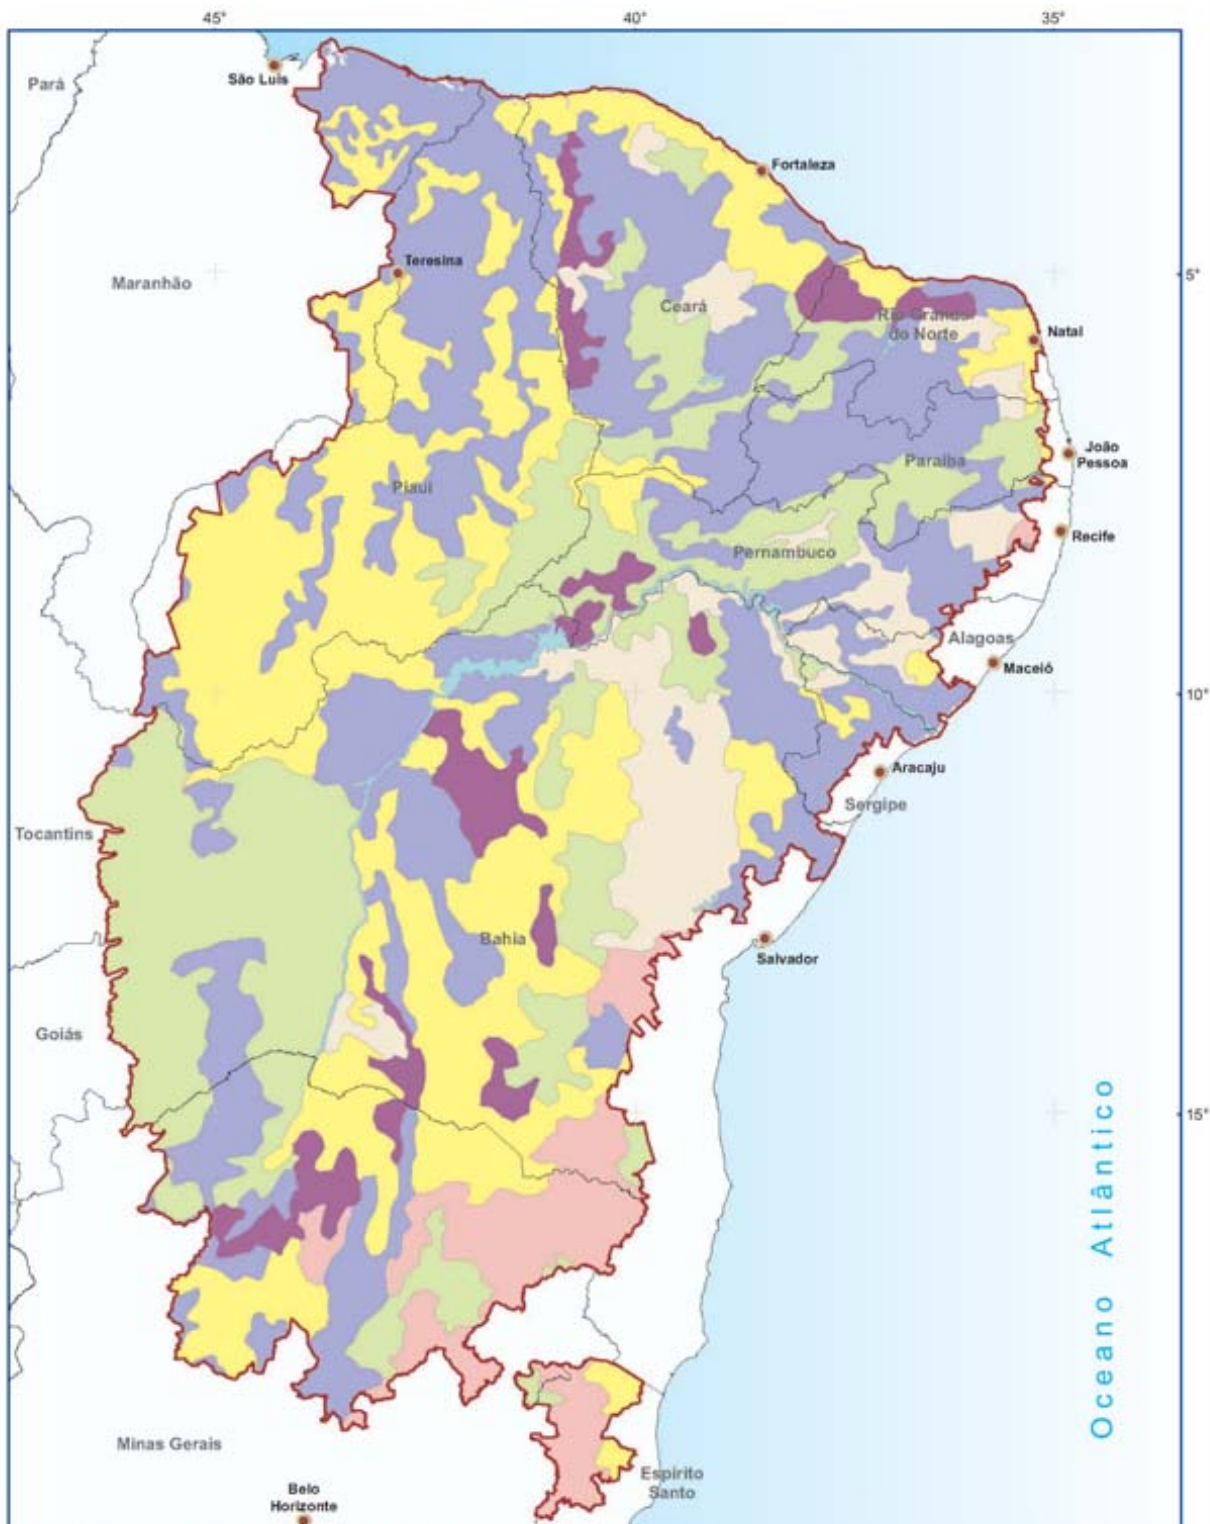 45°
40°
35°
São Luis
Pará
Fortaleza
Teresina
Maranhão
5°
Ceará
Rio Grande
do Norte
Natal
João
Pessoa
Paraíba
Piauí
Recife
Pernambuco
Alagoas
Maceió
10°
Aracaju
Sergipe
Tocantins
Bahia
Salvador
Goiás
15°
Oceano Atlântico
Minas Gerais
Espírito
Santo
Belo
Horizonte